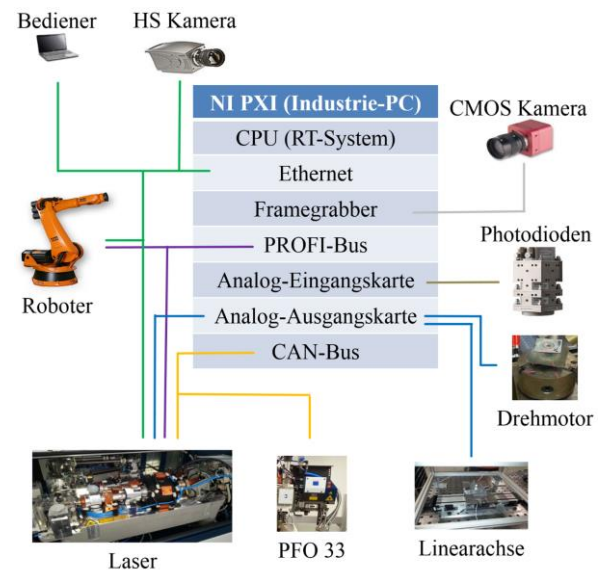 Bediener
HS Kamera
NI PXI (Industrie-PC)
CPU (RT-System)
CMOS Kamera
Ethernet
Framegrabber
PROFI-Bus
Photodioden
Roboter
Analog-Eingangskarte
Analog-Ausgangskarte
CAN-Bus
Drehmotor
Laser
PFO 33
Linearachse